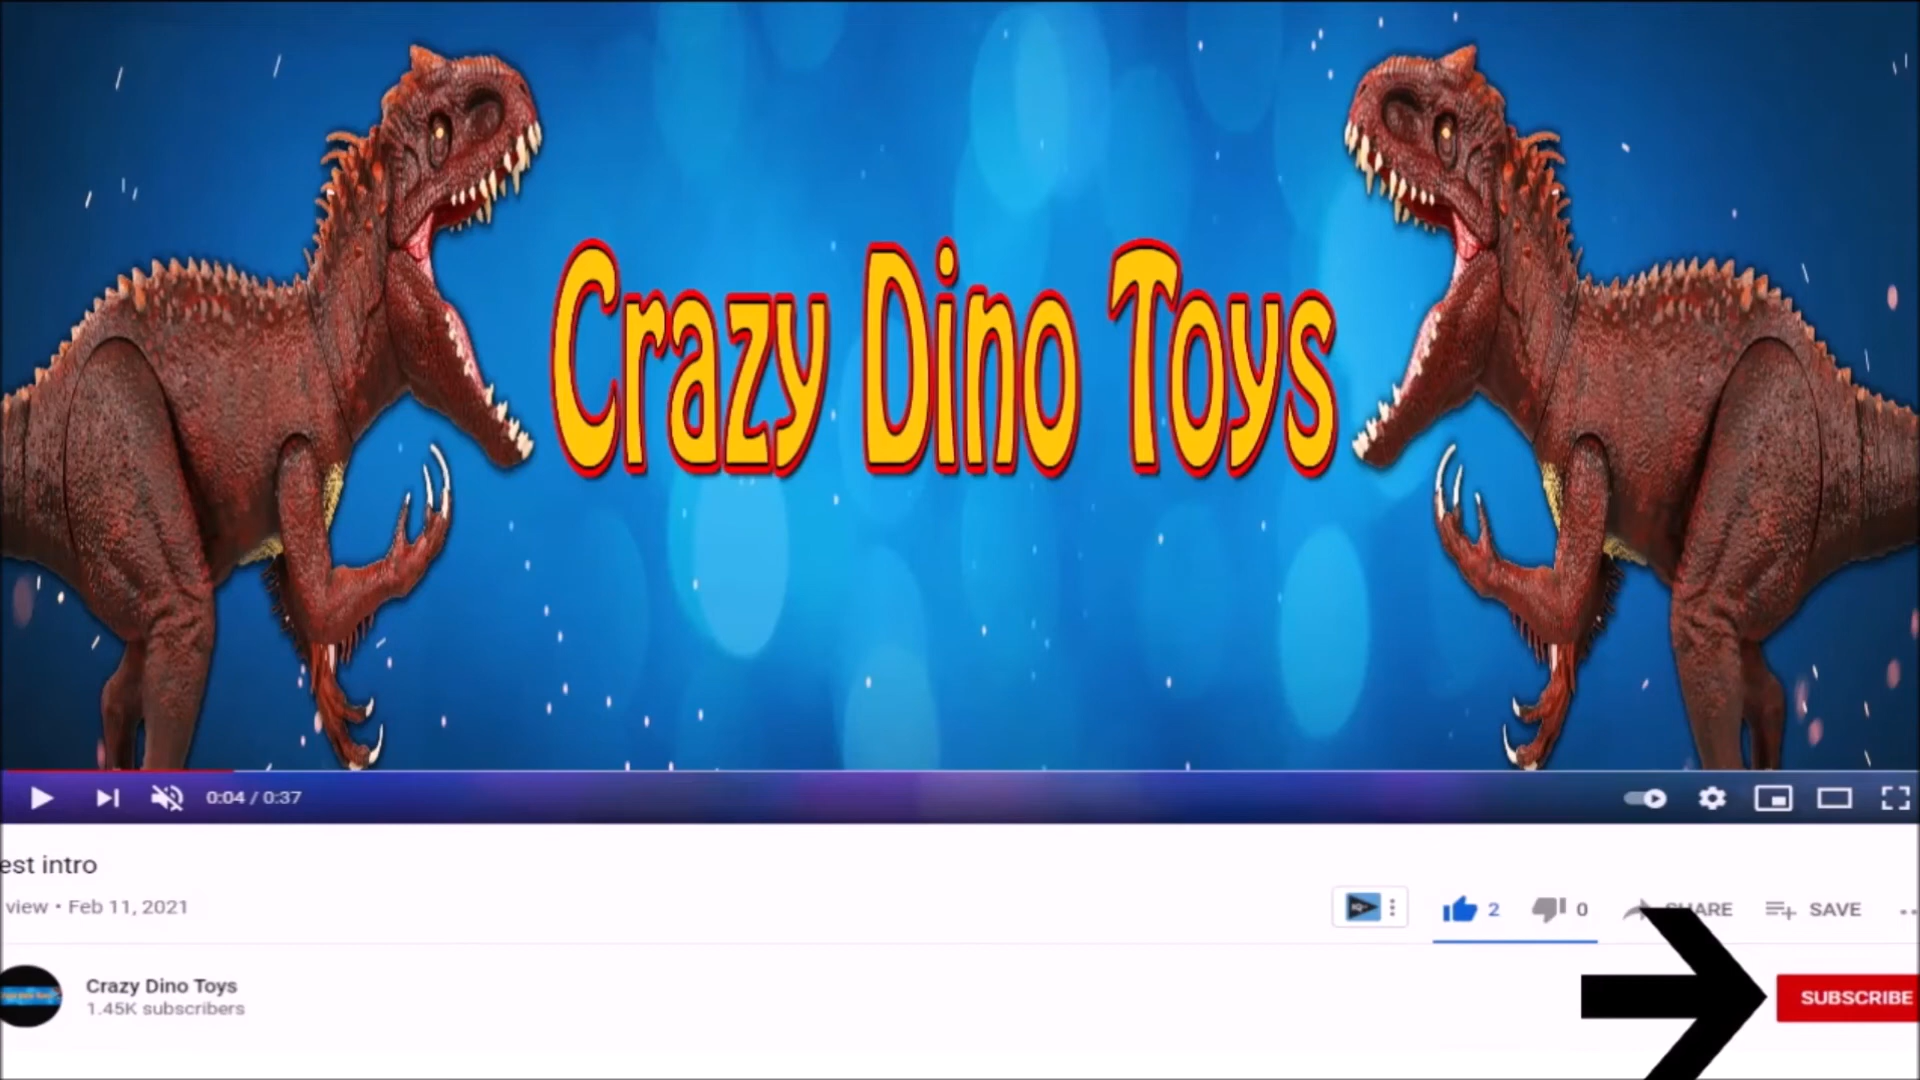 Crazy Dino Toys
0:04 / 0:37
est intro
view • Feb 11, 2021
2
0
SHARE
SAVE
Crazy Dino Toys
1.45K subscribers
SUBSCRIBE